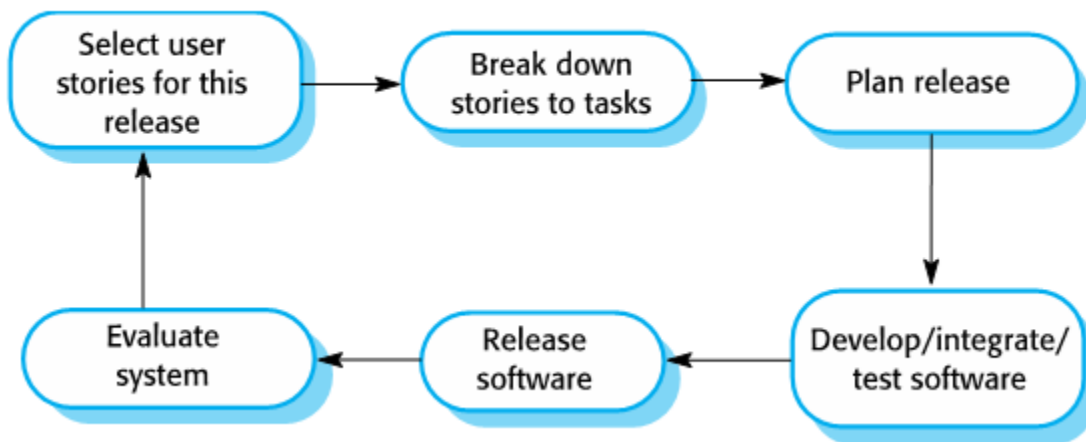 Select user
stories for this
release
Break down
stories to tasks
Plan release
Evaluate
system
Release
software
Develop/integrate/
test software